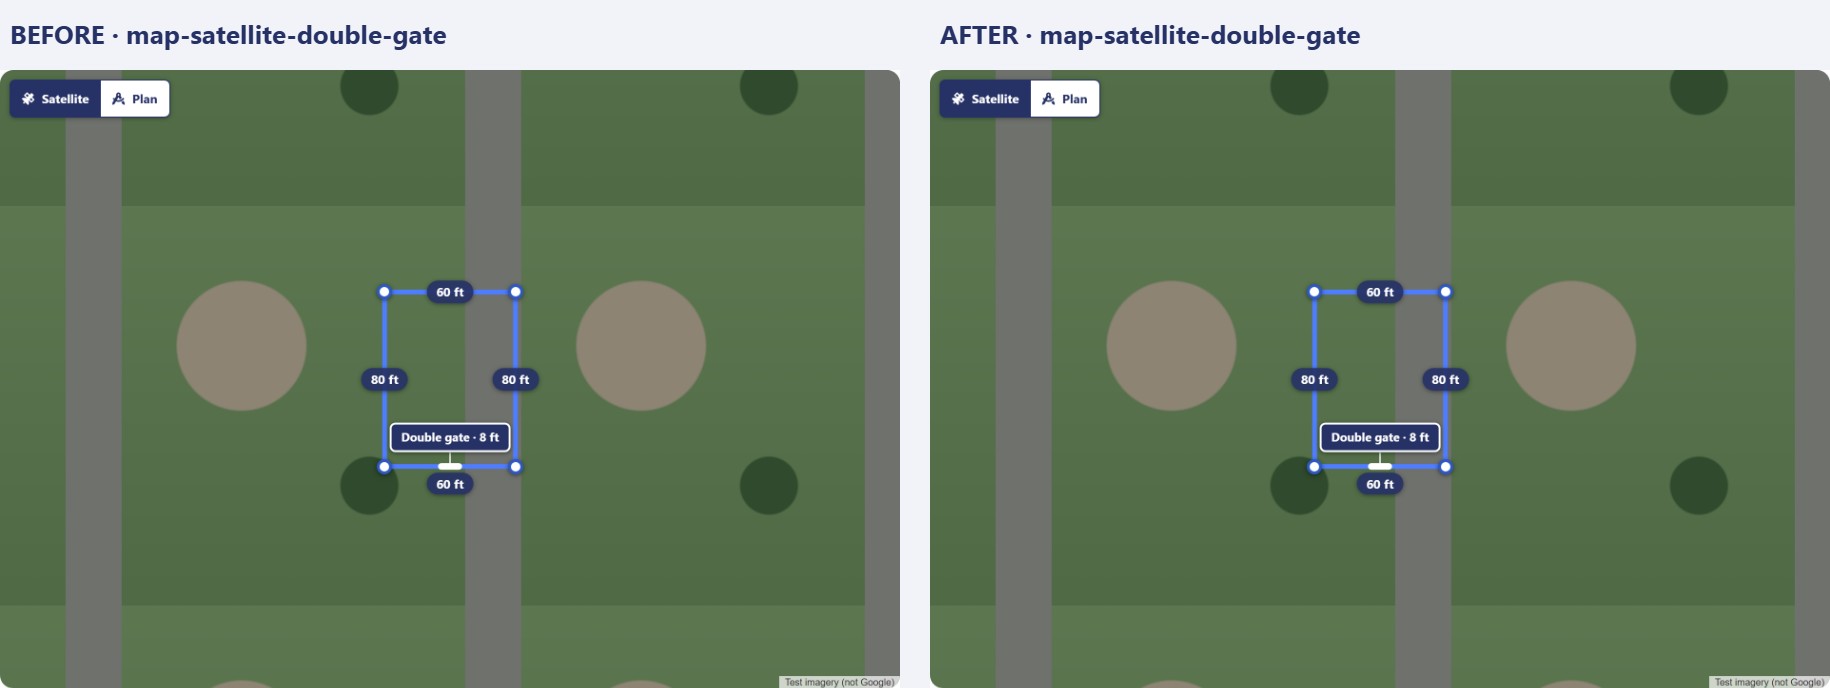 BEFORE · map-satellite-double-gate
Satellite Plan
60 ft
80 ft 80 ft
Double gate · 8 ft
60 ft
Test imagery (not Google)
AFTER · map-satellite-double-gate
Satellite Plan
60 ft
80 ft 80 ft
Double gate · 8 ft
60 ft
Test imagery (not Google)